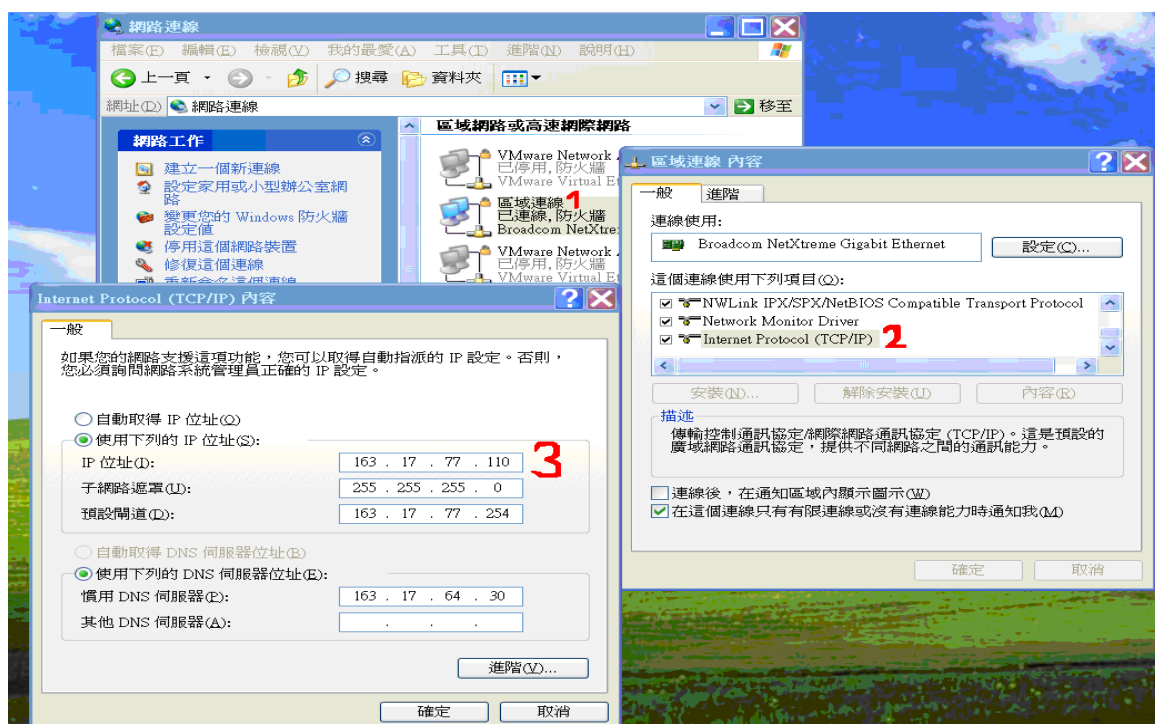 網路連線
檔案(F) 編輯(E) 檢視(V) 我的最愛(A) 工具(T) 進階(N) 說明(H)
上一頁 搜尋 資料夾
網址(D) 網路連線 移至
網路工作
建立一個新連線
設定家用或小型辦公室網
路
變更您的 Windows 防火牆
設定值
停用這個網路裝置
修復這個連線
重新命名這個連線
區域網路或高速網際網路
VMware Network
已停用, 防火牆
VMware Virtual
區域連線 1
已連線, 防火牆
Broadcom NetXtre
VMware Network
已停用, 防火牆
VMware Virtual
區域連線 內容
一般 進階
連線使用:
Broadcom NetXtreme Gigabit Ethernet 設定(C)...
這個連線使用下列項目(O):
NWLink IPX/SPX/NetBIOS Compatible Transport Protocol
Network Monitor Driver
Internet Protocol (TCP/IP) 2
安裝(N)... 解除安裝(U) 內容(R)
描述
傳輸控制通訊協定/網際網路通訊協定 (TCP/IP)。這是預設的
廣域網路通訊協定，提供不同網路之間的通訊能力。
連線後，在通知區域內顯示圖示(W)
在這個連線只有有限連線或沒有連線能力時通知我(M)
確定 取消
Internet Protocol (TCP/IP) 內容
一般
如果您的網路支援這項功能，您可以取得自動指派的 IP 設定。否則，
您必須詢問網路系統管理員正確的 IP 設定。
自動取得 IP 位址(O)
使用下列的 IP 位址(S):
IP 位址(I): 163 . 17 . 77 . 110 3
子網路遮罩(U): 255 . 255 . 255 . 0
預設閘道(D): 163 . 17 . 77 . 254
自動取得 DNS 伺服器位址(B)
使用下列的 DNS 伺服器位址(E):
慣用 DNS 伺服器(P): 163 . 17 . 64 . 30
其他 DNS 伺服器(A): . . .
進階(V)...
確定 取消